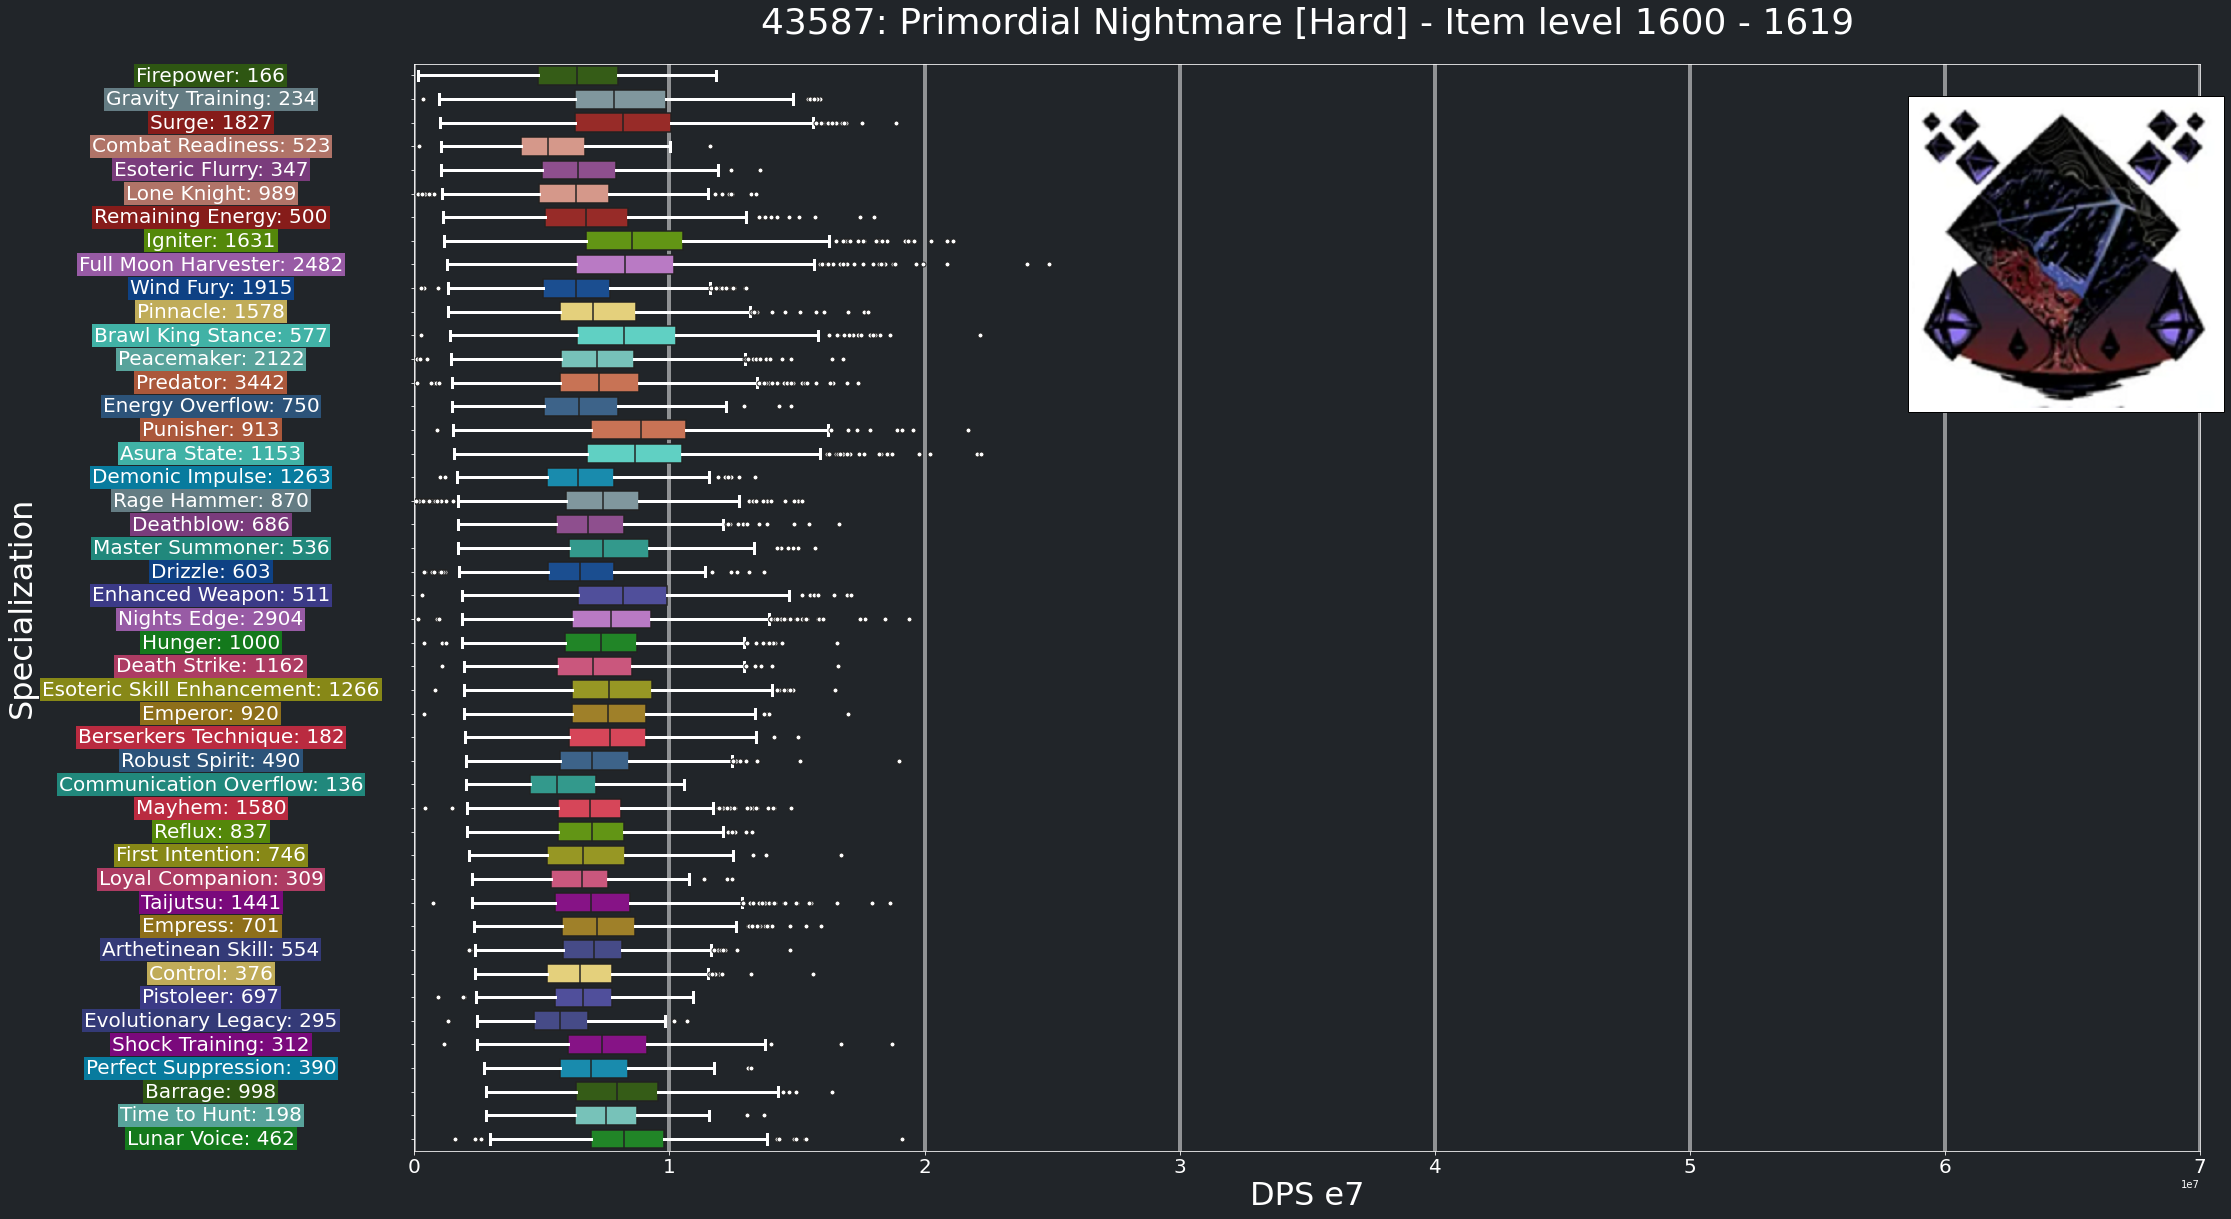 43587: Primordial Nightmare [Hard] - Item level 1600 - 1619
Specialization
Firepower: 166
Gravity Training: 234
Surge: 1827
Combat Readiness: 523
Esoteric Flurry: 347
Lone Knight: 989
Remaining Energy: 500
Igniter: 1631
Full Moon Harvester: 2482
Wind Fury: 1915
Pinnacle: 1578
Brawl King Stance: 577
Peacemaker: 2122
Predator: 3442
Energy Overflow: 750
Punisher: 913
Asura State: 1153
Demonic Impulse: 1263
Rage Hammer: 870
Deathblow: 686
Master Summoner: 536
Drizzle: 603
Enhanced Weapon: 511
Nights Edge: 2904
Hunger: 1000
Death Strike: 1162
Esoteric Skill Enhancement: 1266
Emperor: 920
Berserkers Technique: 182
Robust Spirit: 490
Communication Overflow: 136
Mayhem: 1580
Reflux: 837
First Intention: 746
Loyal Companion: 309
Taijutsu: 1441
Empress: 701
Arthetinean Skill: 554
Control: 376
Pistoleer: 697
Evolutionary Legacy: 295
Shock Training: 312
Perfect Suppression: 390
Barrage: 998
Time to Hunt: 198
Lunar Voice: 462
0 1 2 3 4 5 6 7
1e7
DPS e7